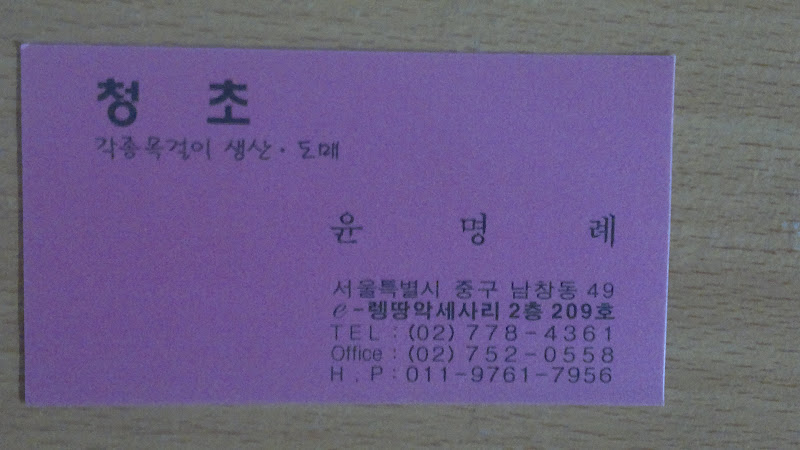 청 초
각종목걸이 생산·도매
윤 명 례
서울특별시 중구 남창동 49
e-렝땅악세사리 2층 209호
TEL : (02) 778-4361
Office : (02) 752-0558
H.P : 011-9761-7956